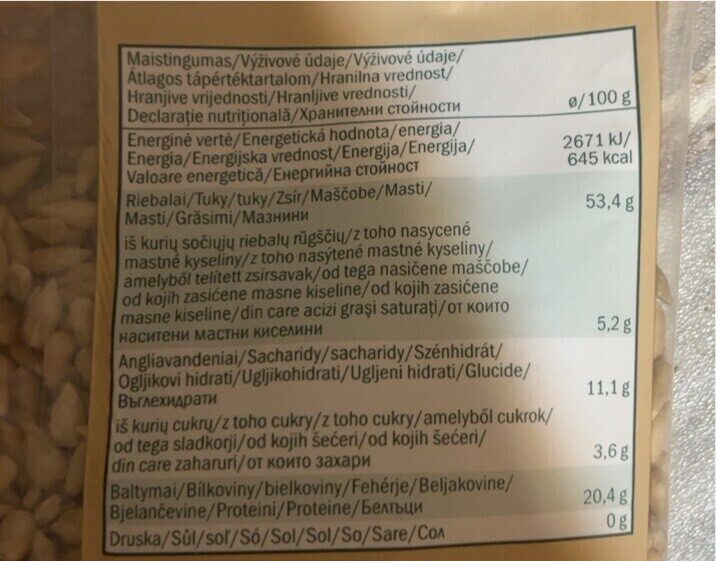 Maistingumas/Výživové údaje/Výživové údaje/
Átlagos tápértéktartalom/Hranilna vrednost/
Hranjive vrijednosti/Hranljive vrednosti/
Declarație nutrițională/Хранителни стойности ø/100 g
Energinė vertė/Energetická hodnota/energia/
Energia/Energijska vrednost/Energija/Energija/ 2671 kJ/
Valoare energetică/Енергийна стойност 645 kcal
Riebalai/Tuky/tuky/Zsír/Maščobe/Masti/ 53,4 g
Masti/Grăsimi/Мазнини
iš kurių sočiųjų riebalų rūgščių/z toho nasycené
mastné kyseliny/z toho nasýtené mastné kyseliny/
amelyből telített zsírsavak/od tega nasičene maščobe/
od kojih zasićene masne kiseline/od kojih zasićene
masne kiseline/din care acizi grași saturați/от които
наситени мастни киселини 5,2 g
Angliavandeniai/Sacharidy/sacharidy/Szénhidrát/
Ogljikovi hidrati/Ugljikohidrati/Ugljeni hidrati/Glucide/
Въглехидрати 11,1 g
iš kurių cukrų/z toho cukry/z toho cukry/amelyből cukrok/
od tega sladkorji/od kojih šećeri/od kojih šećeri/
din care zaharuri/от които захари 3,6 g
Baltymai/Bílkoviny/bielkoviny/Fehérje/Beljakovine/
Bjelančevine/Proteini/Proteine/Белтъци 20,4 g
Druska/Sůl/soľ/Só/Sol/Sol/So/Sare/Сол 0 g